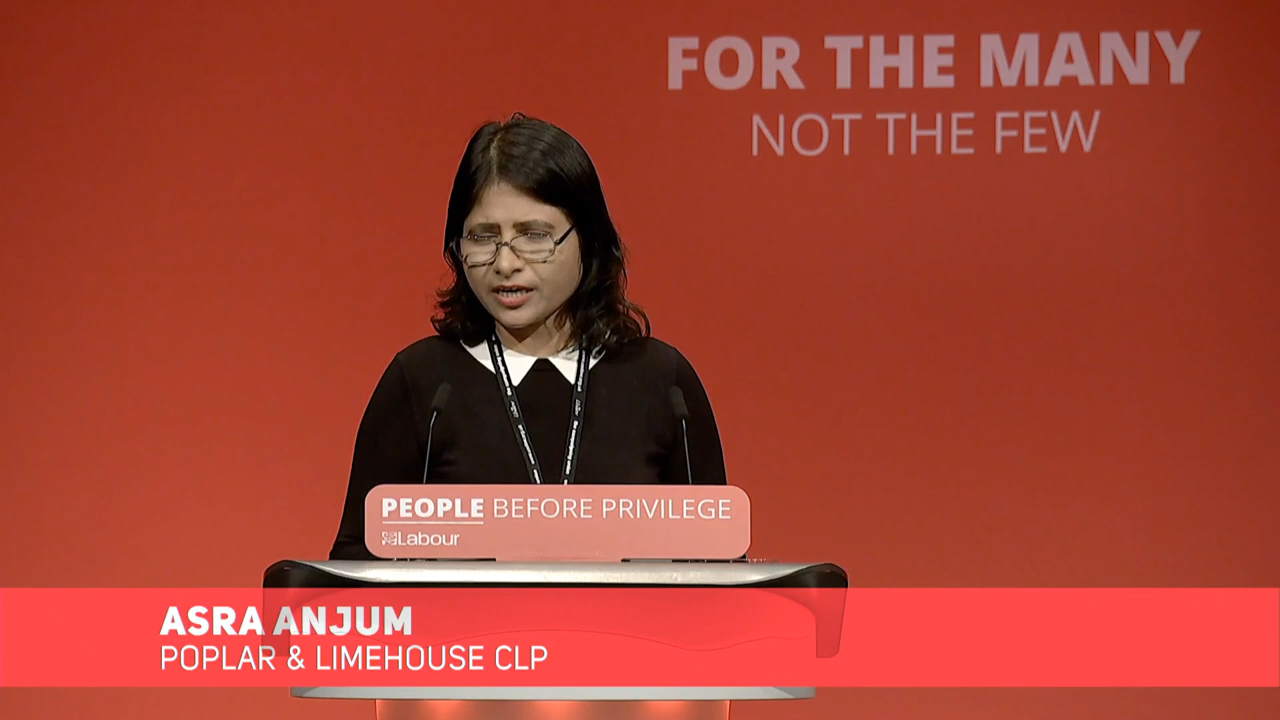 FOR THE MANY
NOT THE FEW
PEOPLE BEFORE PRIVILEGE
Labour
ASRA ANJUM
POPLAR & LIMEHOUSE CLP